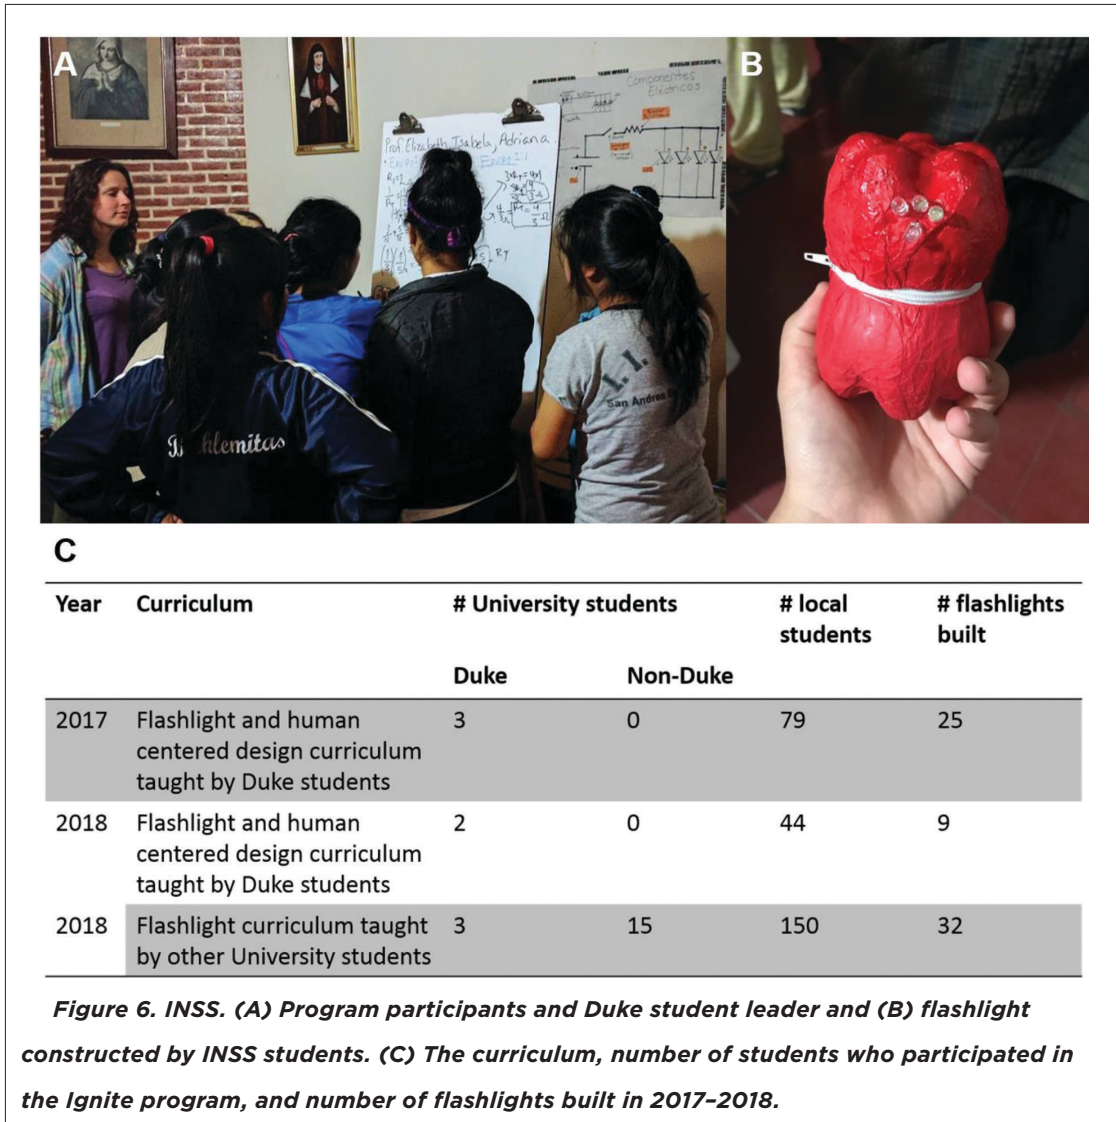 A
B
Componentes
Eléctricos
Prof. Elizabeth, Isabela, Adriana
San Andres
C
Year Curriculum # University students # local students # flashlights built
Duke Non-Duke
2017 Flashlight and human centered design curriculum taught by Duke students 3 0 79 25
2018 Flashlight and human centered design curriculum taught by Duke students 2 0 44 9
2018 Flashlight curriculum taught by other University students 3 15 150 32
Figure 6. INSS. (A) Program participants and Duke student leader and (B) flashlight
constructed by INSS students. (C) The curriculum, number of students who participated in
the Ignite program, and number of flashlights built in 2017–2018.